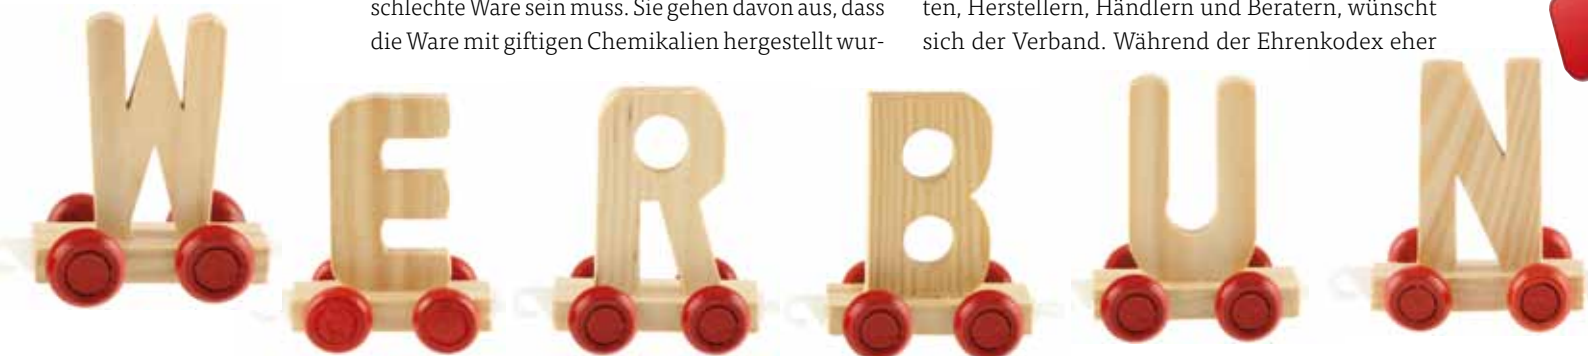 schlechte Ware sein muss. Sie gehen davon aus, dass
die Ware mit giftigen Chemikalien hergestellt wur-
ten, Herstellern, Händlern und Beratern, wünscht
sich der Verband. Während der Ehrenkodex eher
WERBUN